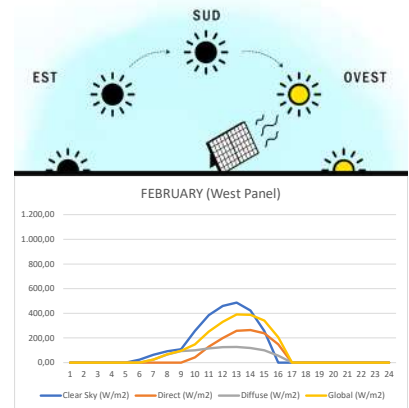 SUD
EST
OVEST
FEBRUARY (West Panel)
1.200,00
1.000,00
800,00
600,00
400,00
200,00
0,00
1 2 3 4 5 6 7 8 9 10 11 12 13 14 15 16 17 18 19 20 21 22 23 24
Clear Sky (W/m2) Direct (W/m2) Diffuse (W/m2) Global (W/m2)